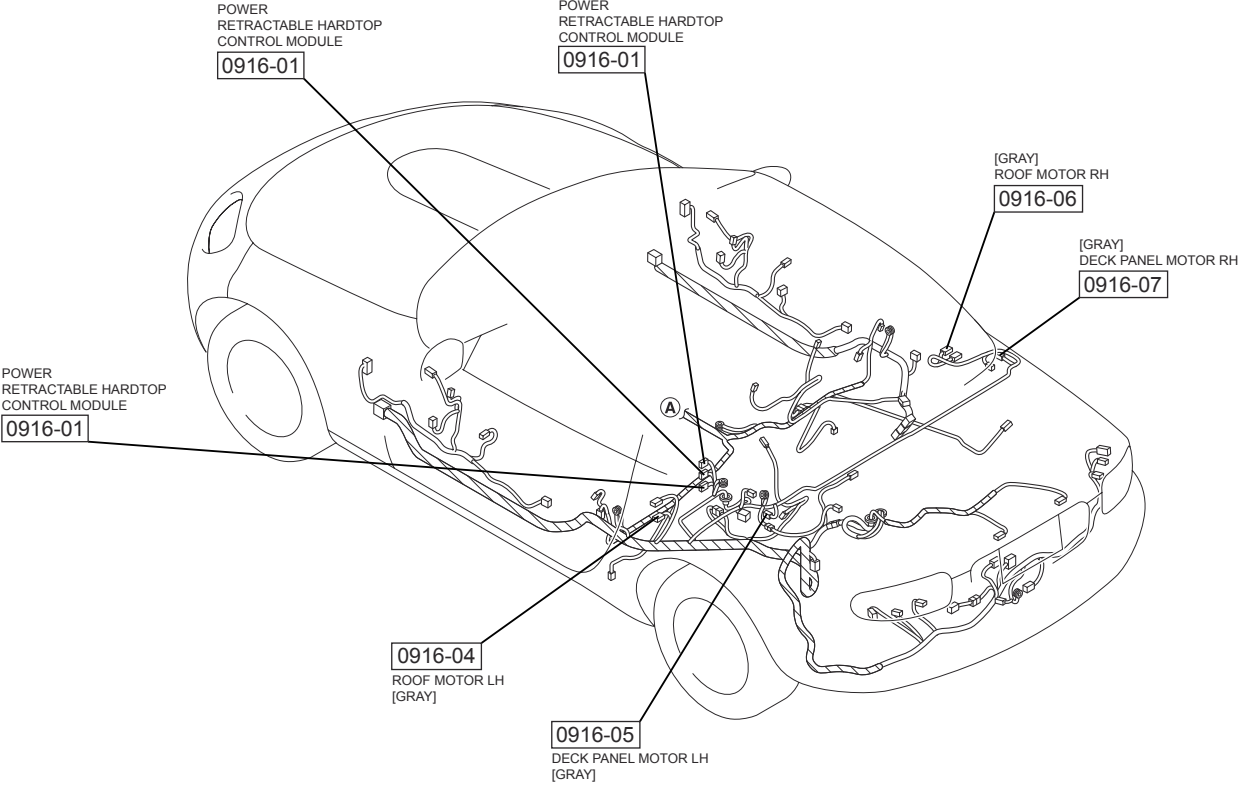 POWER
RETRACTABLE HARDTOP
CONTROL MODULE
0916-01
POWER
RETRACTABLE HARDTOP
CONTROL MODULE
0916-01
[GRAY]
ROOF MOTOR RH
0916-06
[GRAY]
DECK PANEL MOTOR RH
0916-07
POWER
RETRACTABLE HARDTOP
CONTROL MODULE
0916-01
A
0916-04
ROOF MOTOR LH
[GRAY]
0916-05
DECK PANEL MOTOR LH
[GRAY]